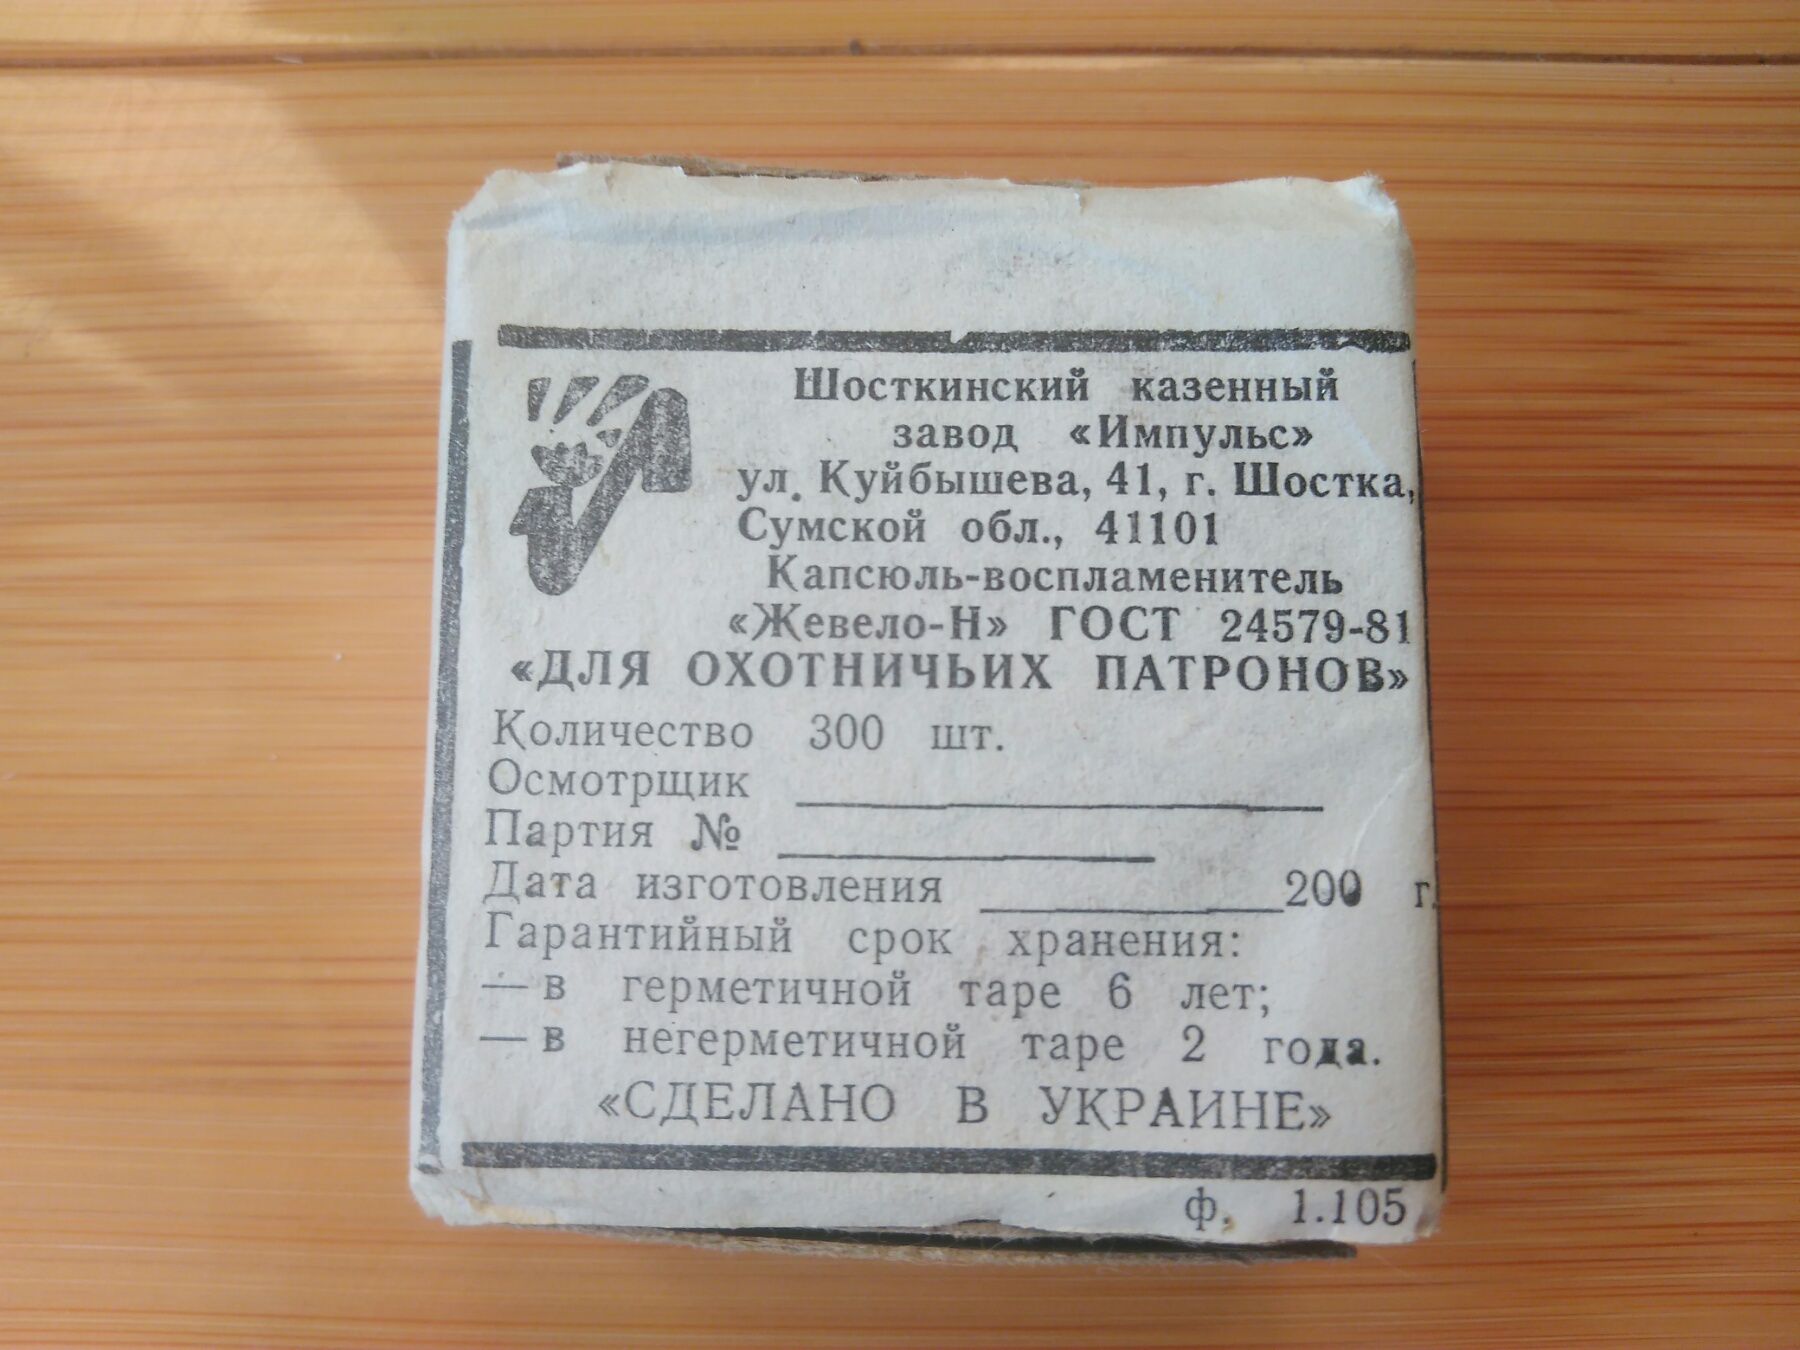 Шосткинский казенный
завод «Импульс»
ул. Куйбышева, 41, г. Шостка,
Сумской обл., 41101
Капсюль-воспламенитель
«Жевело-Н» ГОСТ 24579-81
«ДЛЯ ОХОТНИЧЬИХ ПАТРОНОВ»
Количество 300 шт.
Осмотрщик
Партия №
Дата изготовления 200 г.
Гарантийный срок хранения:
— в герметичной таре 6 лет;
— в негерметичной таре 2 года.
«СДЕЛАНО В УКРАИНЕ»
ф. 1.105